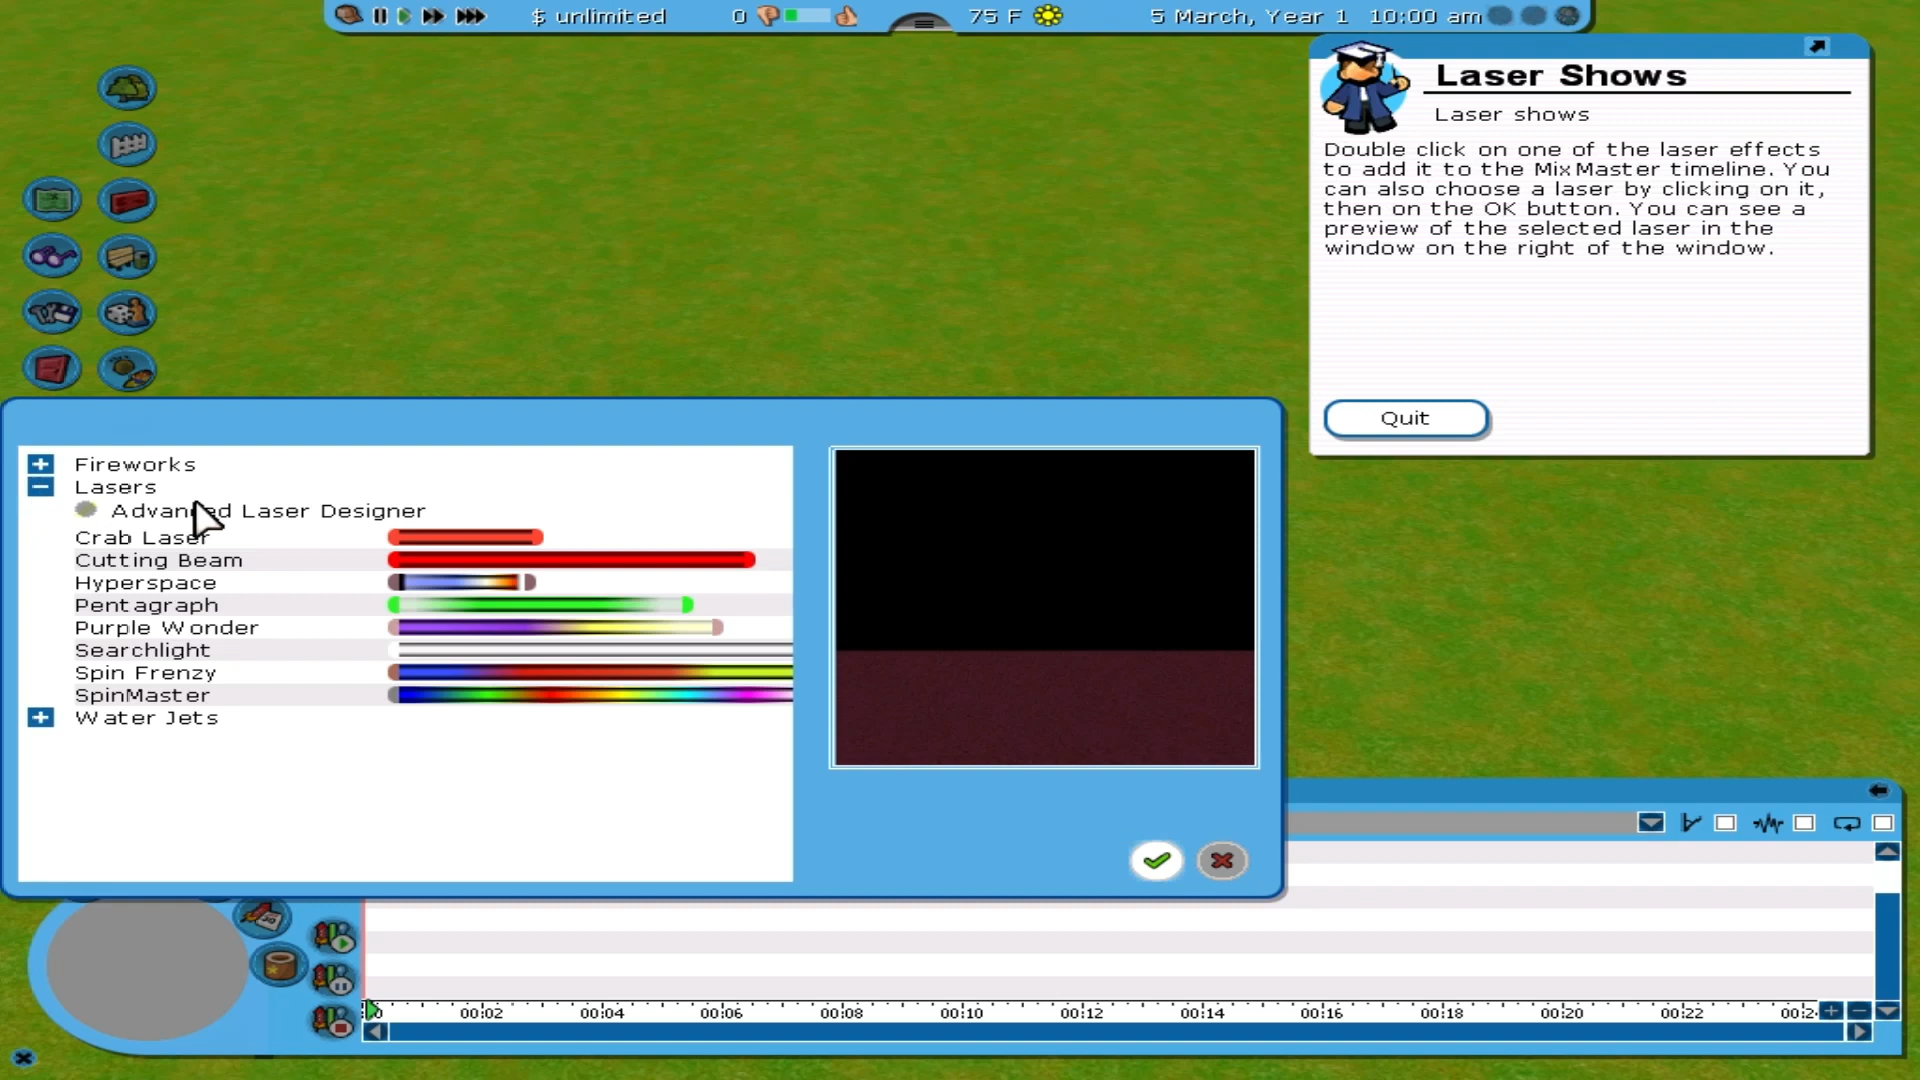 $ unlimited
0
75 F
5 March, Year 1 10:00 am
Laser Shows
Laser shows
Double click on one of the laser effects
to add it to the MixMaster timeline. You
can also choose a laser by clicking on it,
then on the OK button. You can see a
preview of the selected laser in the
window on the right of the window.
Quit
Fireworks
Lasers
Advanced Laser Designer
Crab Laser
Cutting Beam
Hyperspace
Pentagraph
Purple Wonder
Searchlight
Spin Frenzy
SpinMaster
Water Jets
00:02 00:04 00:06 00:08 00:10 00:12 00:14 00:16 00:18 00:20 00:22